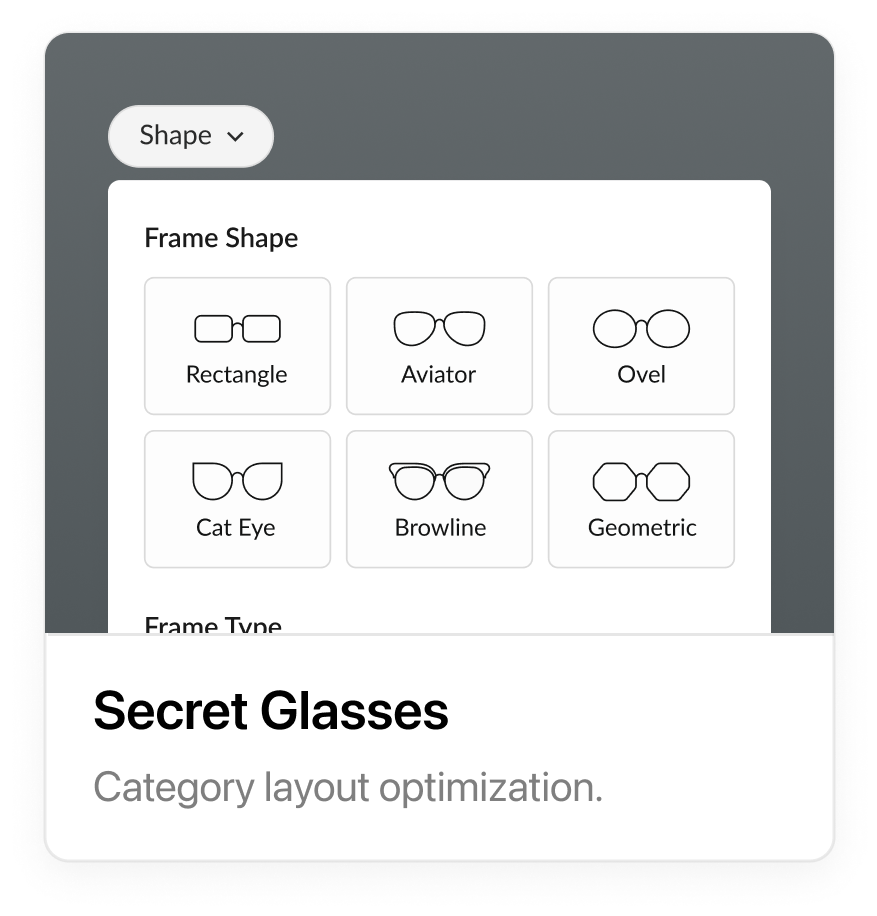 Shape
Frame Shape
Rectangle Aviator Ovel
Cat Eye Browline Geometric
Frame Type
Secret Glasses
Category layout optimization.